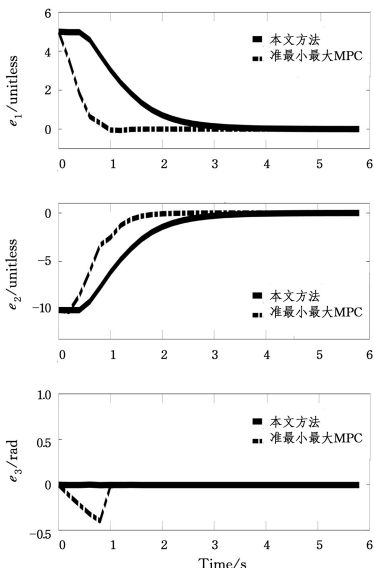 6
4
2
0
e₁/unitless
本文方法
准最小最大MPC
0 1 2 3 4 5 6
0
−5
−10
e₂/unitless
本文方法
准最小最大MPC
0 1 2 3 4 5 6
1.0
0.5
0
−0.5
e₃/rad
本文方法
准最小最大MPC
0 1 2 3 4 5 6
Time/s